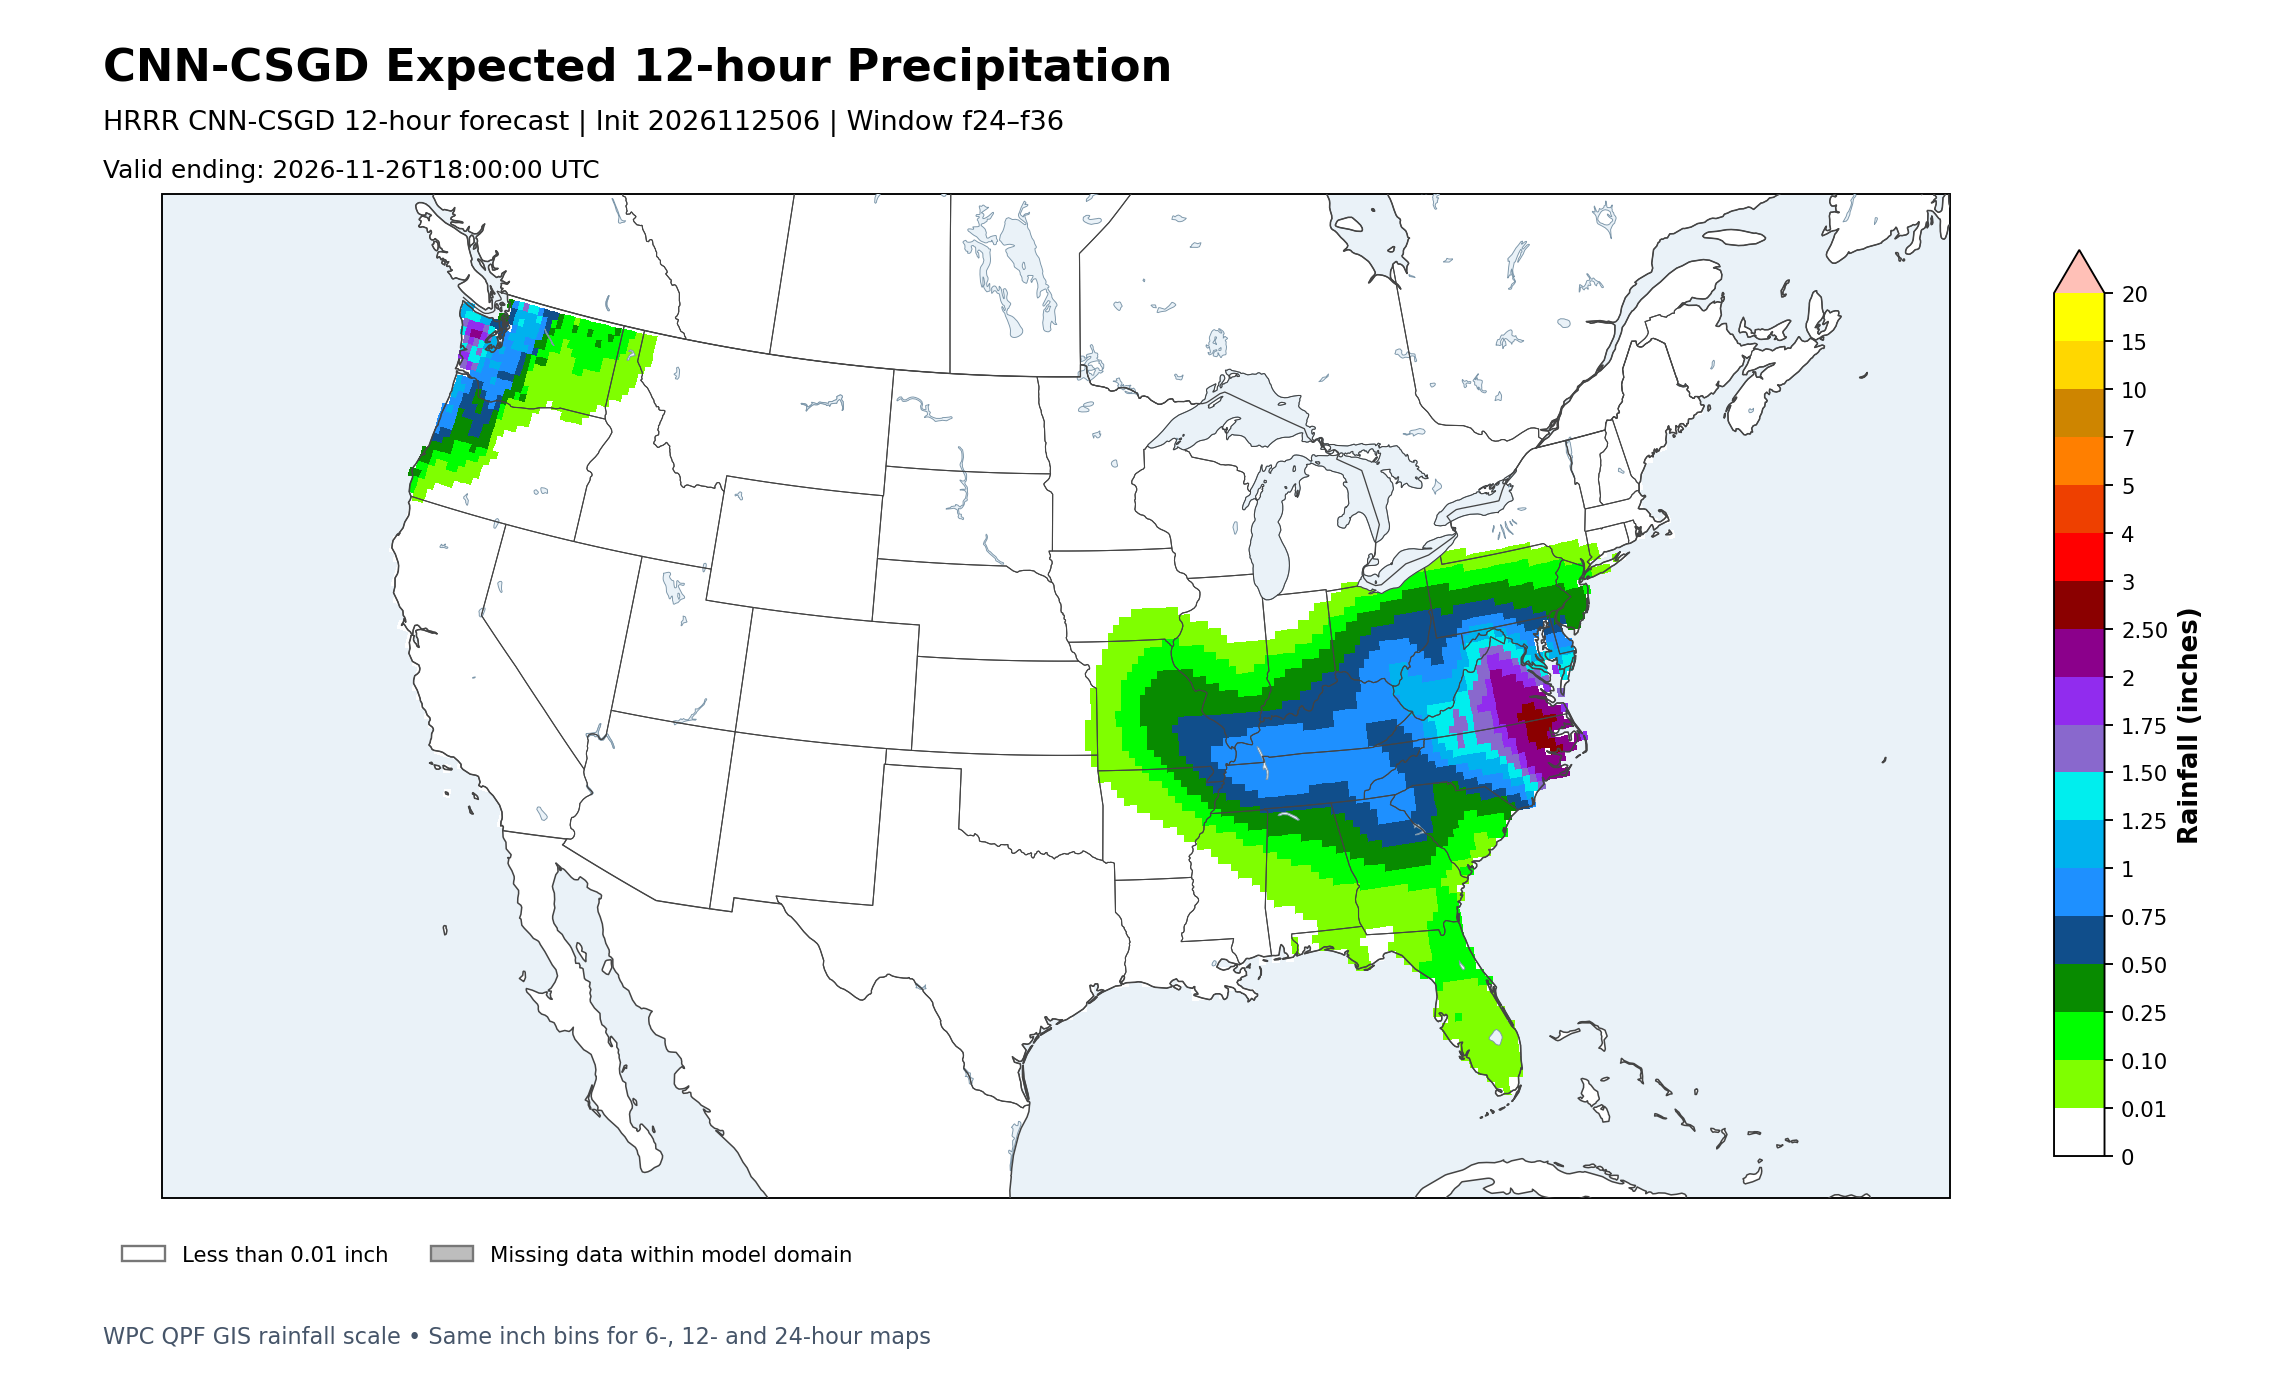 CNN-CSGD Expected 12-hour Precipitation
HRRR CNN-CSGD 12-hour forecast | Init 2026112506 | Window f24–f36
Valid ending: 2026-11-26T18:00:00 UTC
20
15
10
7
5
4
3
2.50
2
1.75
1.50
1.25
1
0.75
0.50
0.25
0.10
0.01
0
Rainfall (inches)
Less than 0.01 inch
Missing data within model domain
WPC QPF GIS rainfall scale • Same inch bins for 6-, 12- and 24-hour maps